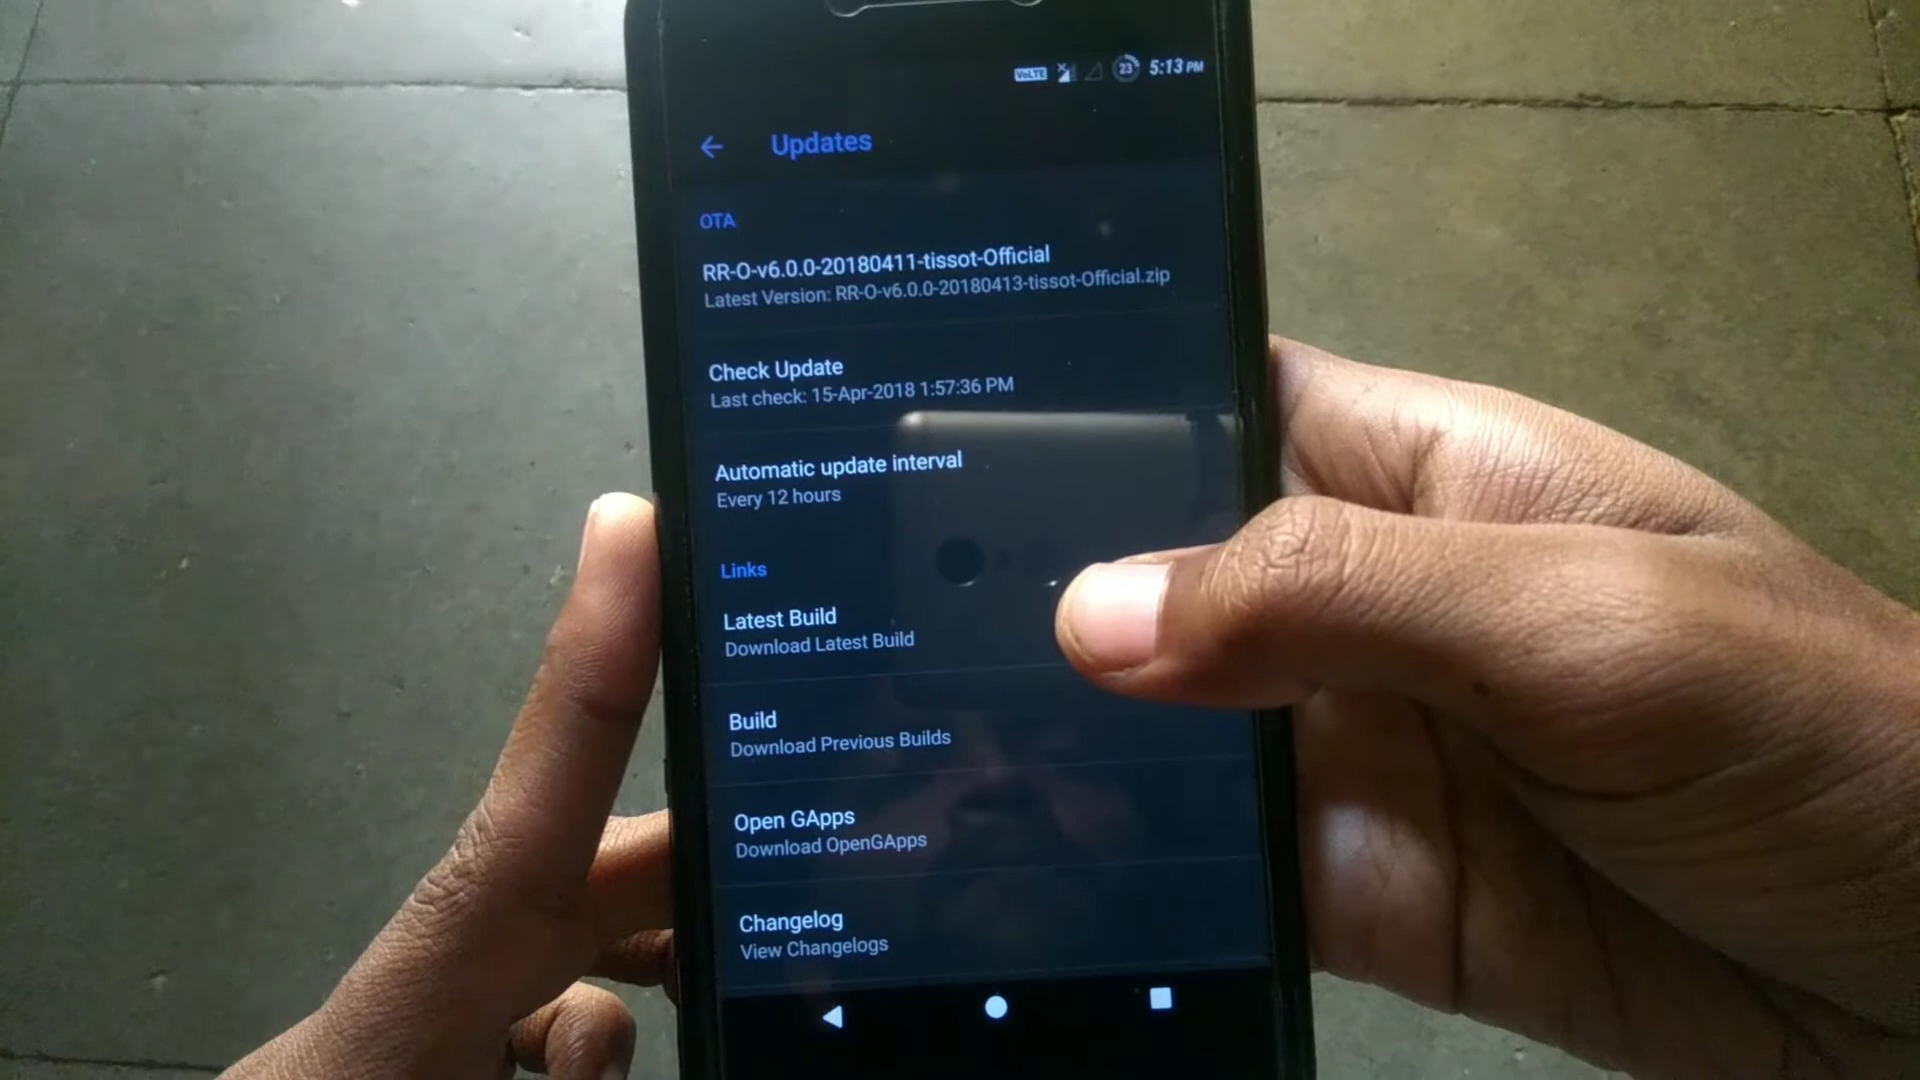 VoLTE 23 5:13 PM
Updates
OTA
RR-O-v6.0.0-20180411-tissot-Official
Latest Version: RR-O-v6.0.0-20180413-tissot-Official.zip
Check Update
Last check: 15-Apr-2018 1:57:36 PM
Automatic update interval
Every 12 hours
Links
Latest Build
Download Latest Build
Build
Download Previous Builds
Open GApps
Download OpenGApps
Changelog
View Changelogs